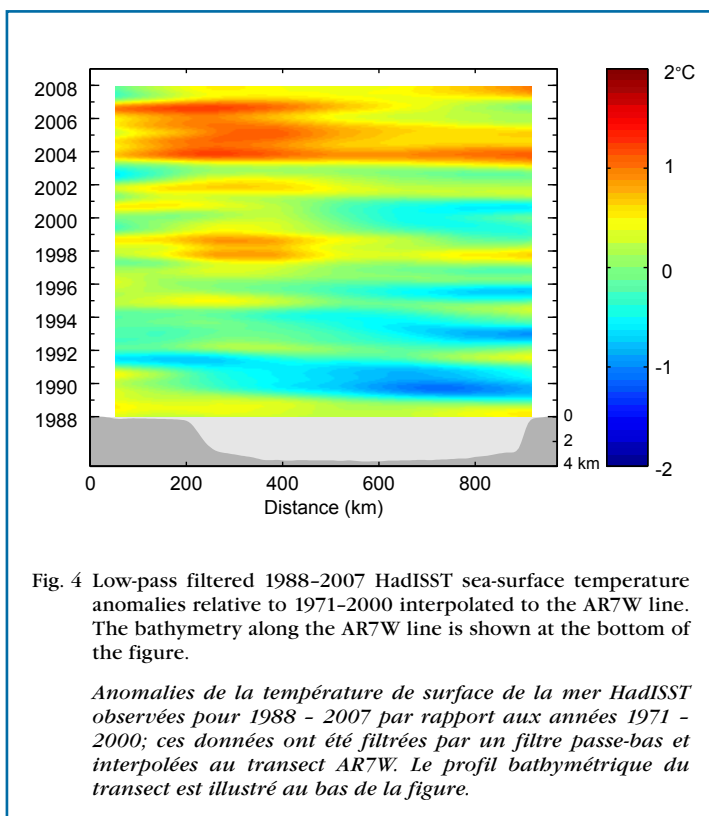 2008
2006
2004
2002
2000
1998
1996
1994
1992
1990
1988
2°C
1
0
-1
-2
0
2
4 km
0 200 400 600 800
Distance (km)
Fig. 4 Low-pass filtered 1988–2007 HadISST sea-surface temperature
anomalies relative to 1971–2000 interpolated to the AR7W line.
The bathymetry along the AR7W line is shown at the bottom of
the figure.
Anomalies de la température de surface de la mer HadISST
observées pour 1988 – 2007 par rapport aux années 1971 –
2000; ces données ont été filtrées par un filtre passe-bas et
interpolées au transect AR7W. Le profil bathymétrique du
transect est illustré au bas de la figure.